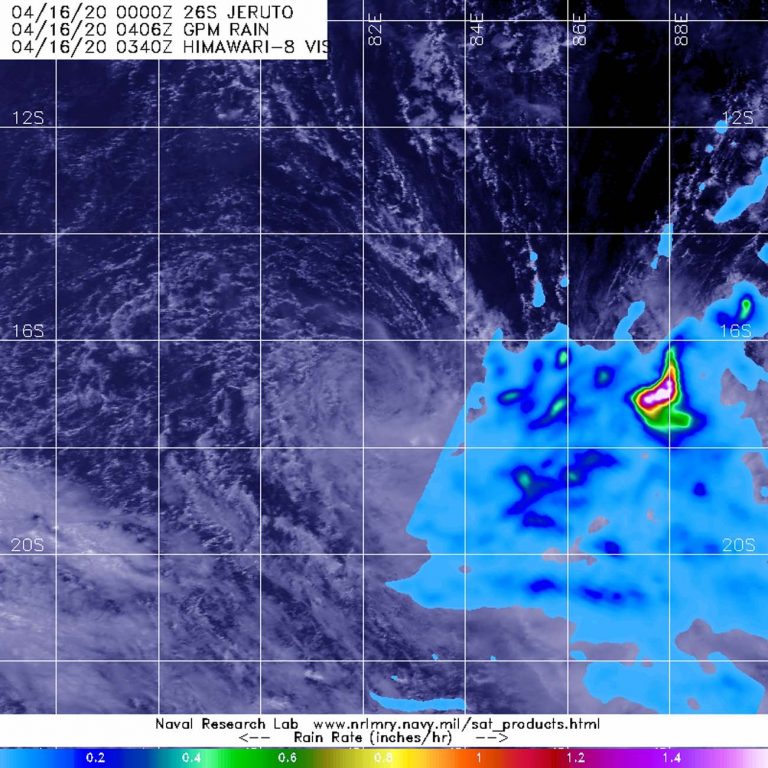 04/16/20 0000Z 26S JERUTO
04/16/20 0406Z GPM RAIN
04/16/20 0340Z HIMAWARI-8 VIS
82E 84E 86E 88E
12S 12S
16S 16S
20S 20S
Naval Research Lab www.nrlmry.navy.mil/sat_products.html
<-- Rain Rate (inches/hr) -->
0.2 0.4 0.6 0.8 1 1.2 1.4